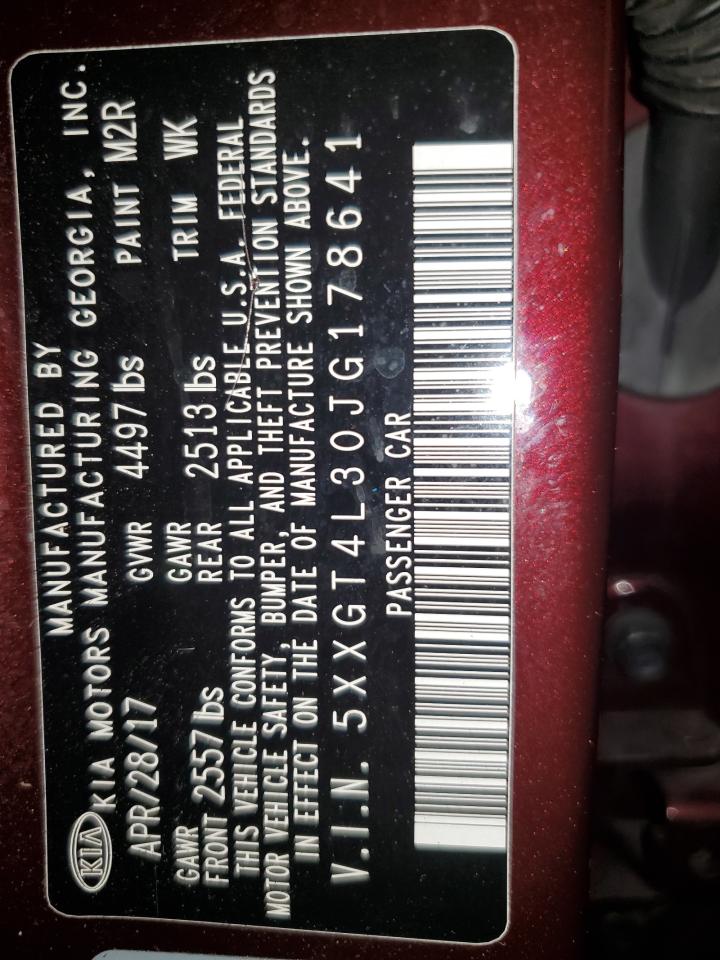 MANUFACTURED BY
KIA KIA MOTORS MANUFACTURING GEORGIA, INC.
APR/28/17 GVWR 4497 lbs PAINT M2R
GAWR FRONT 2557 lbs GAWR REAR 2513 lbs TRIM WK
THIS VEHICLE CONFORMS TO ALL APPLICABLE U.S.A. FEDERAL
MOTOR VEHICLE SAFETY, BUMPER, AND THEFT PREVENTION STANDARDS
IN EFFECT ON THE DATE OF MANUFACTURE SHOWN ABOVE.
V.I.N. 5XXGT4L30JG178641
PASSENGER CAR